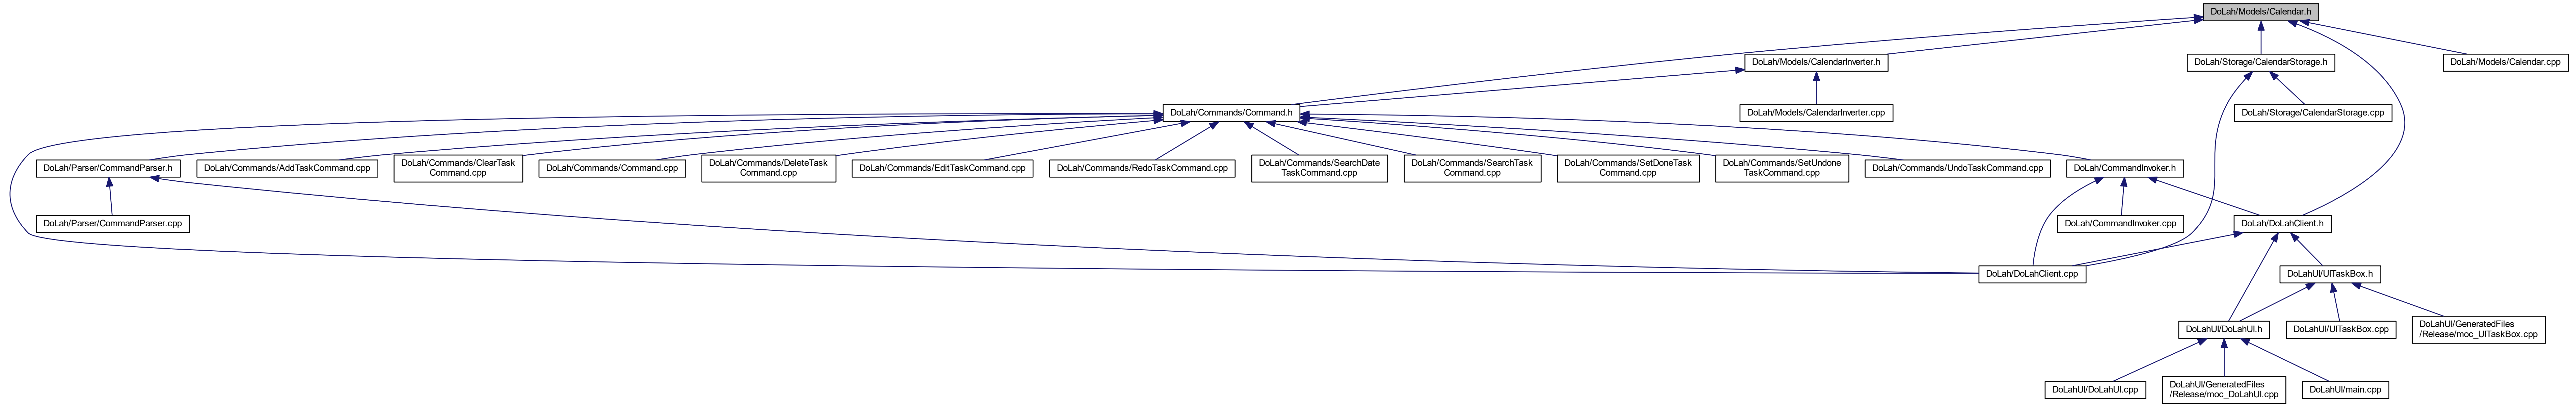 DoLah/Models/Calendar.h
DoLah/Models/CalendarInverter.h
DoLah/Storage/CalendarStorage.h
DoLah/Models/Calendar.cpp
DoLah/Commands/Command.h
DoLah/Models/CalendarInverter.cpp
DoLah/Storage/CalendarStorage.cpp
DoLah/Parser/CommandParser.h
DoLah/Commands/AddTaskCommand.cpp
DoLah/Commands/ClearTask
Command.cpp
DoLah/Commands/Command.cpp
DoLah/Commands/DeleteTask
Command.cpp
DoLah/Commands/EditTaskCommand.cpp
DoLah/Commands/RedoTaskCommand.cpp
DoLah/Commands/SearchDate
TaskCommand.cpp
DoLah/Commands/SearchTask
Command.cpp
DoLah/Commands/SetDoneTask
Command.cpp
DoLah/Commands/SetUndone
TaskCommand.cpp
DoLah/Commands/UndoTaskCommand.cpp
DoLah/CommandInvoker.h
DoLah/Parser/CommandParser.cpp
DoLah/CommandInvoker.cpp
DoLah/DoLahClient.h
DoLah/DoLahClient.cpp
DoLahUI/UITaskBox.h
DoLahUI/DoLahUI.h
DoLahUI/UITaskBox.cpp
DoLahUI/GeneratedFiles
/Release/moc_UITaskBox.cpp
DoLahUI/DoLahUI.cpp
DoLahUI/GeneratedFiles
/Release/moc_DoLahUI.cpp
DoLahUI/main.cpp